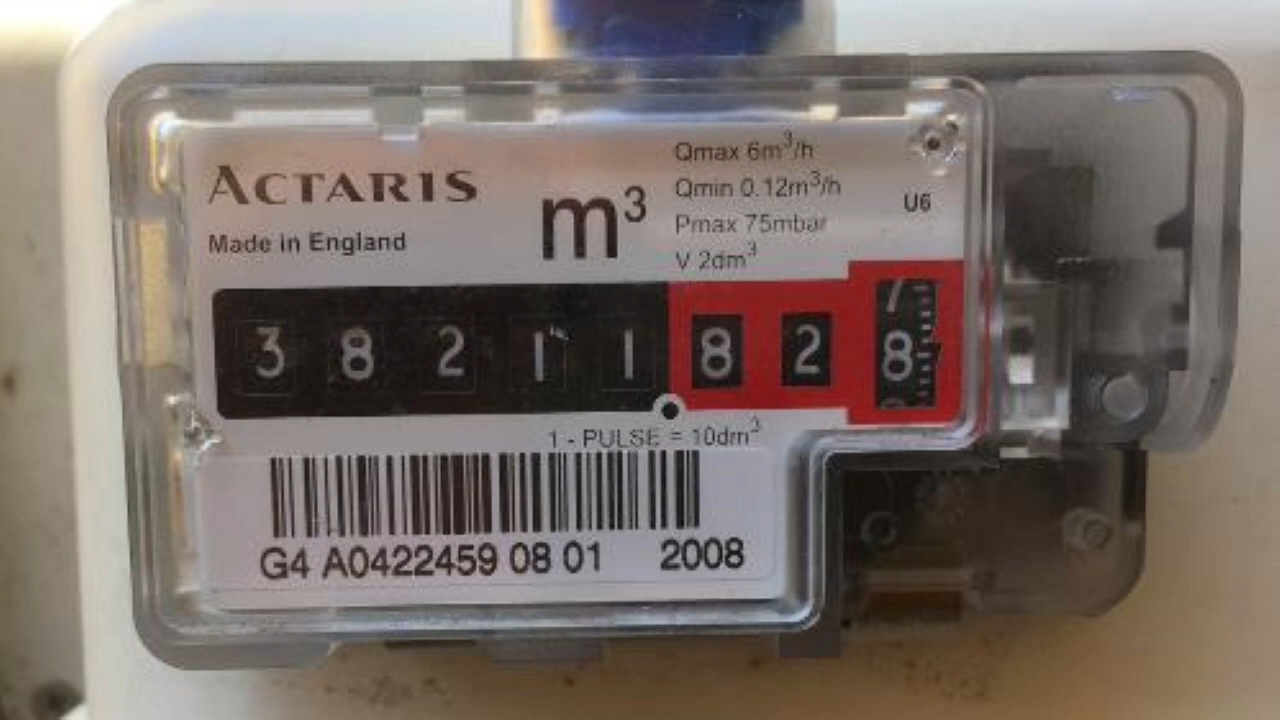 ACTARIS
Made in England
m³
Qmax 6m³/h
Qmin 0.12m³/h
Pmax 75mbar
V 2dm³
U6
3 8 2 1 1 8 2 8
1 - PULSE = 10dm³
G4 A0422459 08 01 2008